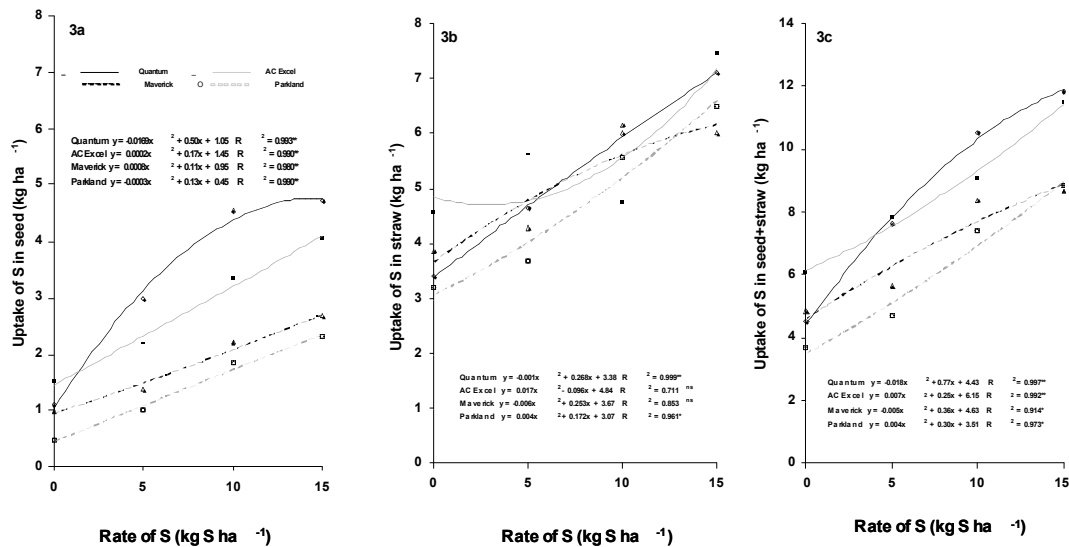 3a
Uptake of S in seed (kg ha -1)
8
7
6
5
4
3
2
1
0
Quantum
AC Excel
Maverick
Parkland
Quantum y= -0.0169x 2 + 0.50x + 1.05 R 2 = 0.993**
AC Excel y= 0.0002x 2 + 0.17x + 1.45 R 2 = 0.990**
Maverick y= 0.0008x 2 + 0.11x + 0.95 R 2 = 0.980**
Parkland y= -0.0003x 2 + 0.13x + 0.45 R 2 = 0.990**
0 5 10 15
Rate of S (kg S ha -1)
3b
Uptake of S in straw (kg ha -1)
8
7
6
5
4
3
2
1
0
Quantum y= -0.001x 2 + 0.268x + 3.38 R 2 = 0.999**
AC Excel y= 0.017x 2 - 0.096x + 4.84 R 2 = 0.711 ns
Maverick y= -0.006x 2 + 0.253x + 3.67 R 2 = 0.853 ns
Parkland y= 0.004x 2 + 0.172x + 3.07 R 2 = 0.961*
0 5 10 15
Rate of S (kg S ha -1)
3c
Uptake of S in seed+straw (kg ha -1)
14
12
10
8
6
4
2
0
Quantum y= -0.018x 2 + 0.77x + 4.43 R 2 = 0.997**
AC Excel y= 0.007x 2 + 0.25x + 6.15 R 2 = 0.992**
Maverick y= -0.005x 2 + 0.36x + 4.63 R 2 = 0.914*
Parkland y= 0.004x 2 + 0.30x + 3.51 R 2 = 0.973*
0 5 10 15
Rate of S (kg S ha -1)